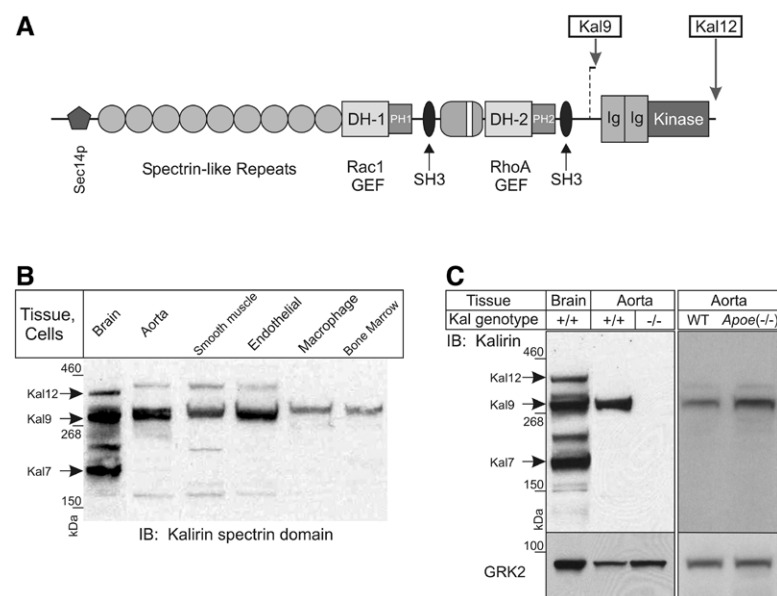 A
Kal9
Kal12
DH-1
PH1
DH-2
PH2
Ig
Ig
Kinase
Sec14p
Spectrin-like Repeats
Rac1
GEF
SH3
RhoA
GEF
SH3
B
Tissue,
Cells
Brain
Aorta
Smooth muscle
Endothelial
Macrophage
Bone Marrow
460
Kal12
Kal9
268
Kal7
150
kDa
IB: Kalirin spectrin domain
C
Tissue
Brain
Aorta
Aorta
Kal genotype
+/+
+/+
-/-
WT
Apoe(-/-)
IB: Kalirin
460
Kal12
Kal9
268
Kal7
150
kDa
100
GRK2